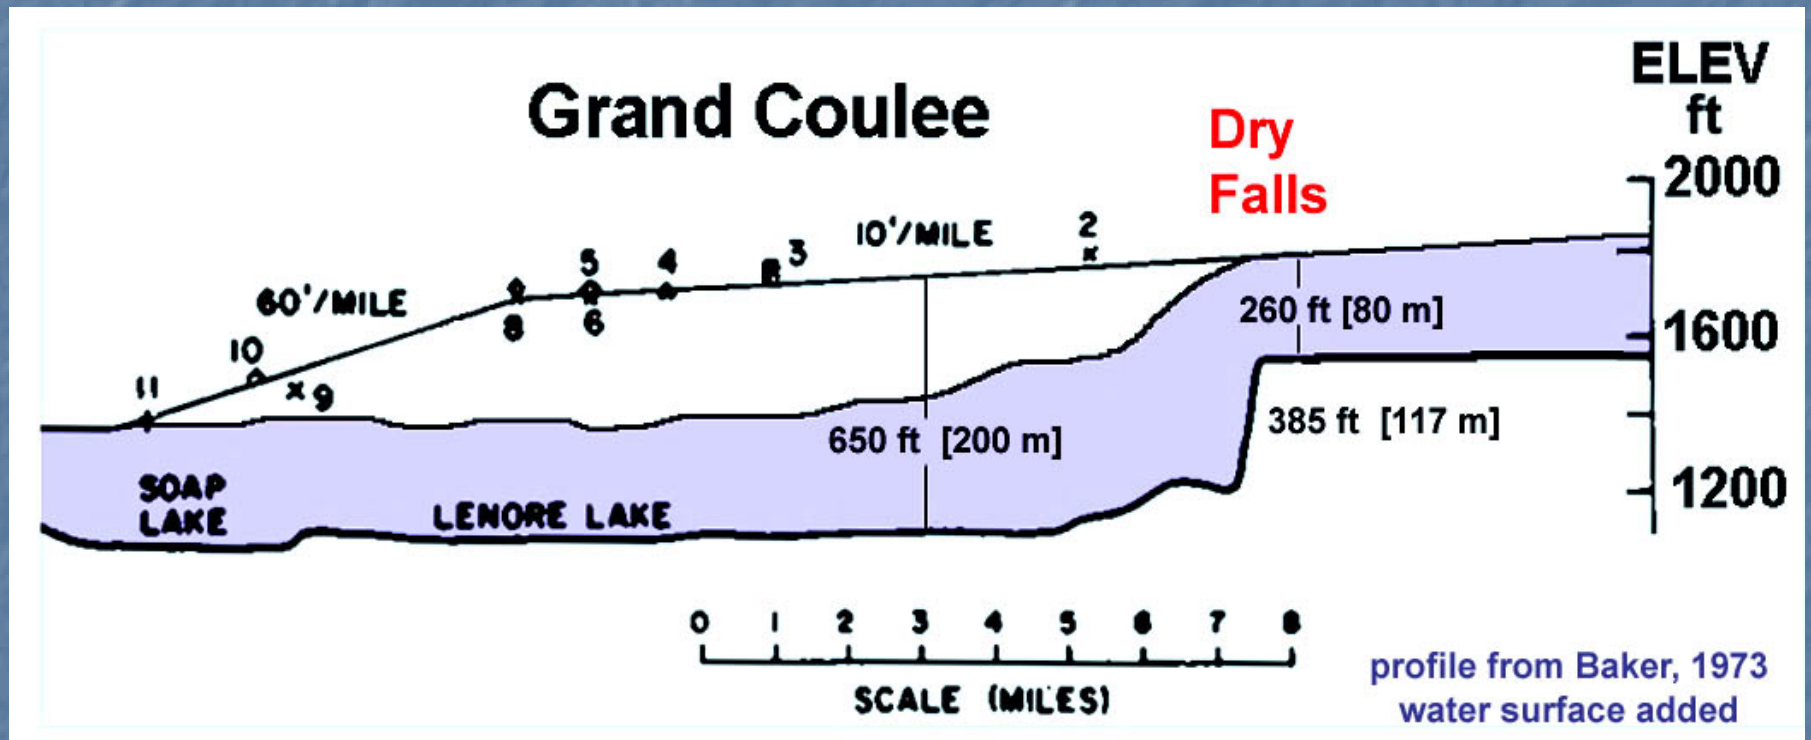 Grand Coulee
Dry
Falls
ELEV
ft
2000
1600
1200
10'/MILE
60'/MILE
2
3
4
5
6
8
9
10
11
260 ft [80 m]
385 ft [117 m]
650 ft [200 m]
SOAP
LAKE
LENORE LAKE
0 1 2 3 4 5 6 7 8
SCALE (MILES)
profile from Baker, 1973
water surface added